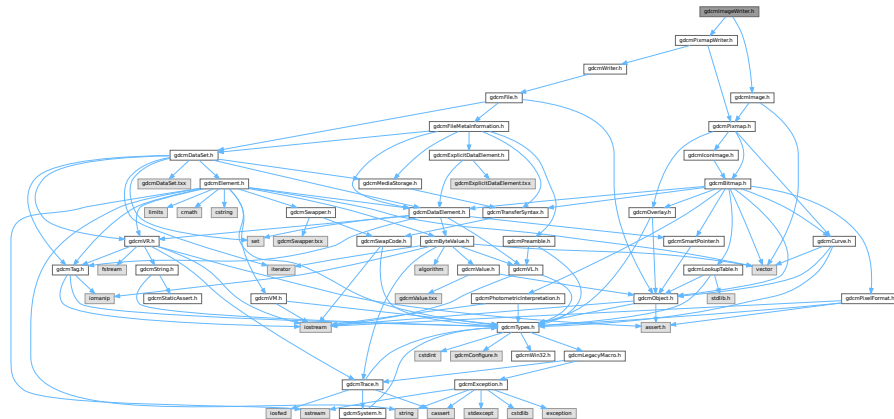 gdcmImageWriter.h
gdcmPixmapWriter.h
gdcmWriter.h
gdcmFile.h
gdcmImage.h
gdcmFileMetaInformation.h
gdcmPixmap.h
gdcmDataSet.h
gdcmExplicitDataElement.h
gdcmIconImage.h
gdcmDataSet.txx
gdcmElement.h
gdcmMediaStorage.h
gdcmExplicitDataElement.txx
gdcmBitmap.h
limits
cmath
cstring
gdcmSwapper.h
gdcmDataElement.h
gdcmTransferSyntax.h
gdcmOverlay.h
gdcmVR.h
set
gdcmSwapper.txx
gdcmSwapCode.h
gdcmByteValue.h
gdcmPreamble.h
gdcmSmartPointer.h
vector
gdcmCurve.h
gdcmTag.h
fstream
gdcmString.h
iterator
algorithm
gdcmValue.h
gdcmVL.h
gdcmLookupTable.h
iomanip
gdcmStaticAssert.h
gdcmVM.h
gdcmValue.txx
gdcmPhotometricInterpretation.h
gdcmObject.h
stdlib.h
gdcmPixelFormat.h
iostream
gdcmTypes.h
assert.h
cstdint
gdcmConfigure.h
gdcmWin32.h
gdcmLegacyMacro.h
gdcmTrace.h
gdcmException.h
iosfwd
sstream
gdcmSystem.h
string
cassert
stdexcept
cstdlib
exception